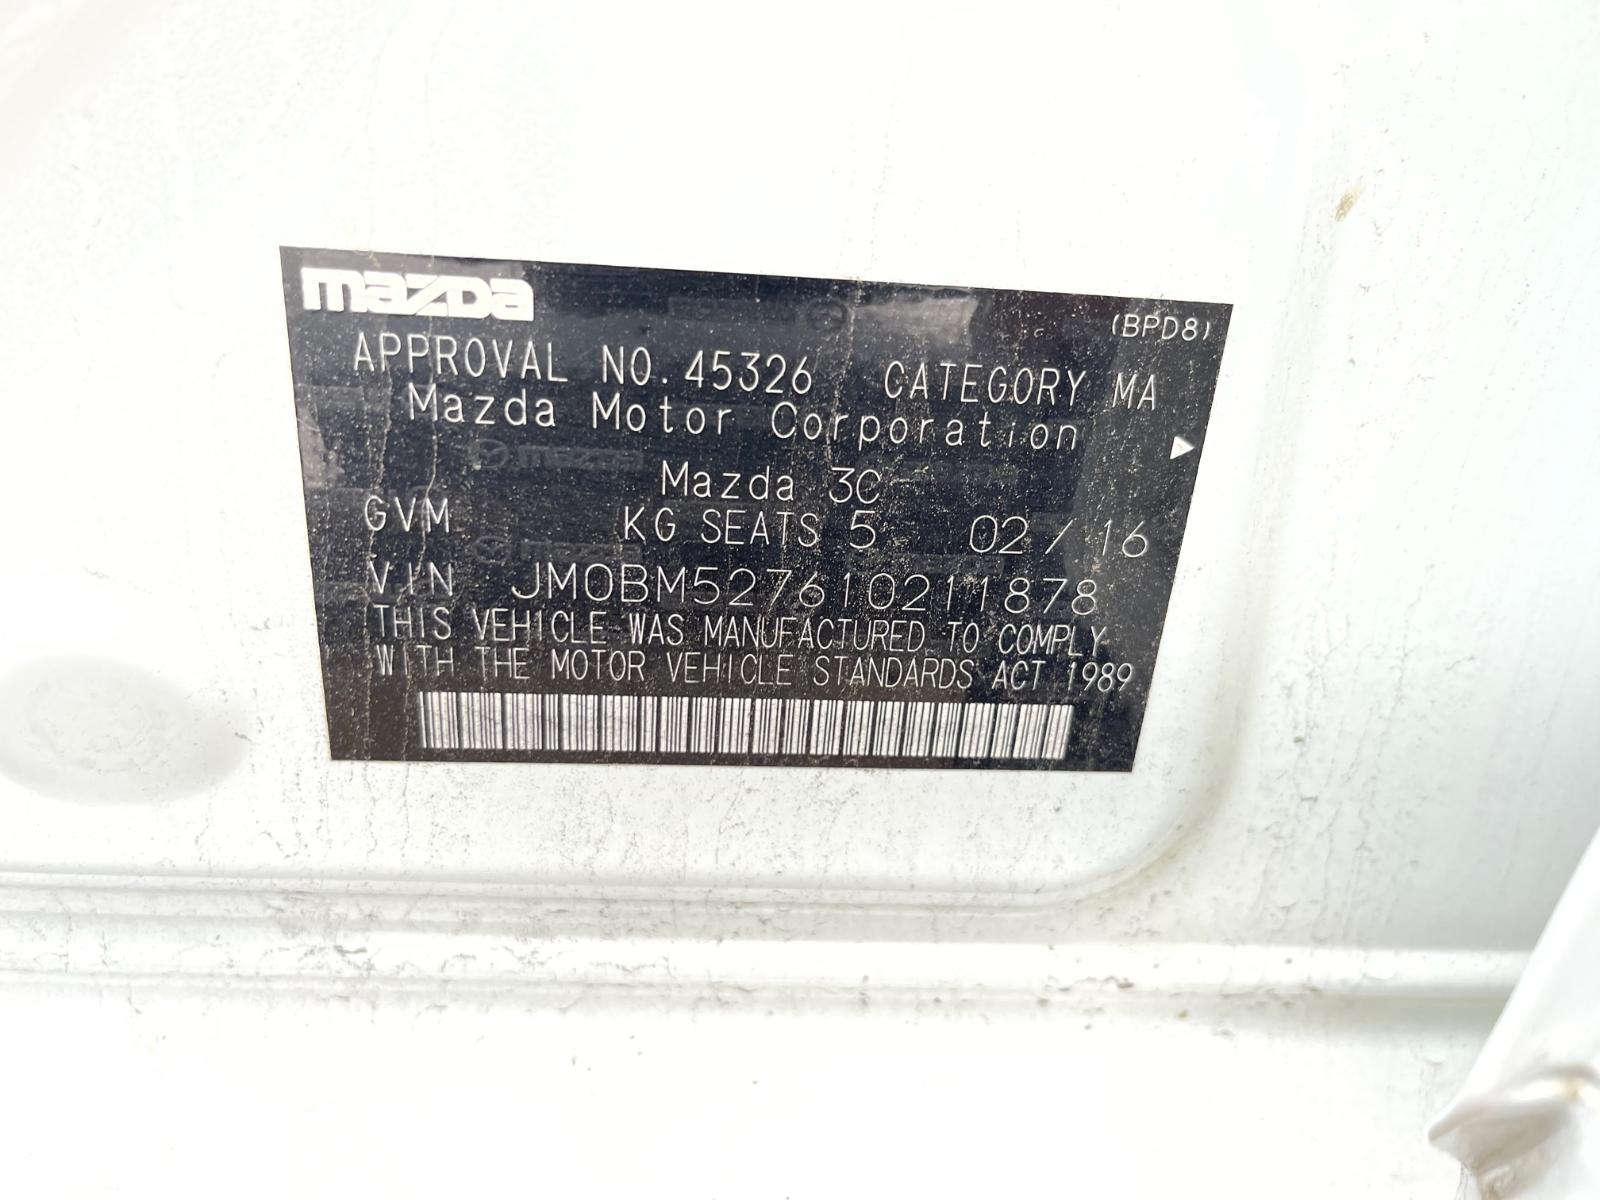 mazda
(BPD8)
APPROVAL NO. 45326 CATEGORY MA
Mazda Motor Corporation
Mazda 3C
GVM KG SEATS 5 02 / 16
VIN JM0BM527610211878
THIS VEHICLE WAS MANUFACTURED TO COMPLY
WITH THE MOTOR VEHICLE STANDARDS ACT 1989